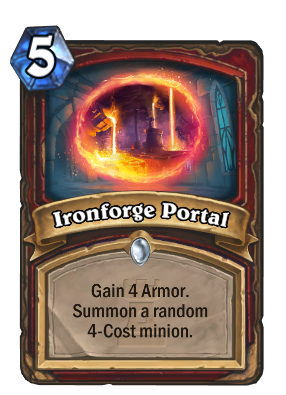 5
Ironforge Portal
Gain 4 Armor.
Summon a random
4-Cost minion.